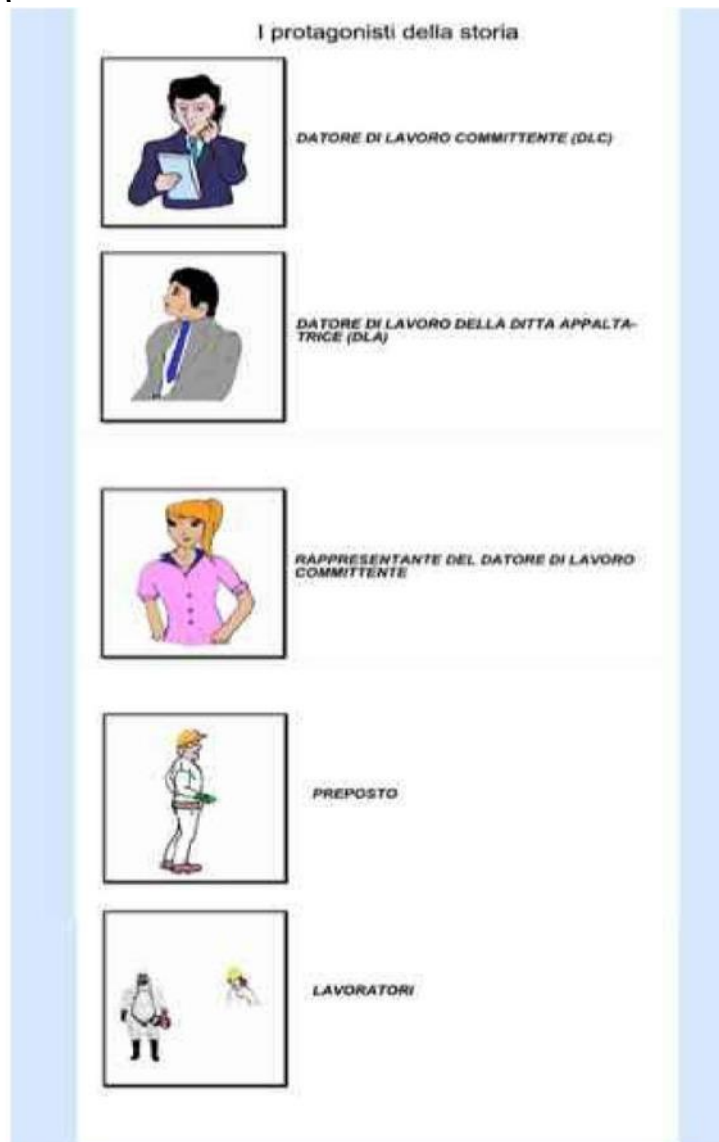 I protagonisti della storia
DATORE DI LAVORO COMMITTENTE (DLC)
DATORE DI LAVORO DELLA DITTA APPALTA-
TRICE (DLA)
RAPPRESENTANTE DEL DATORE DI LAVORO
COMMITTENTE
PREPOSTO
LAVORATORI